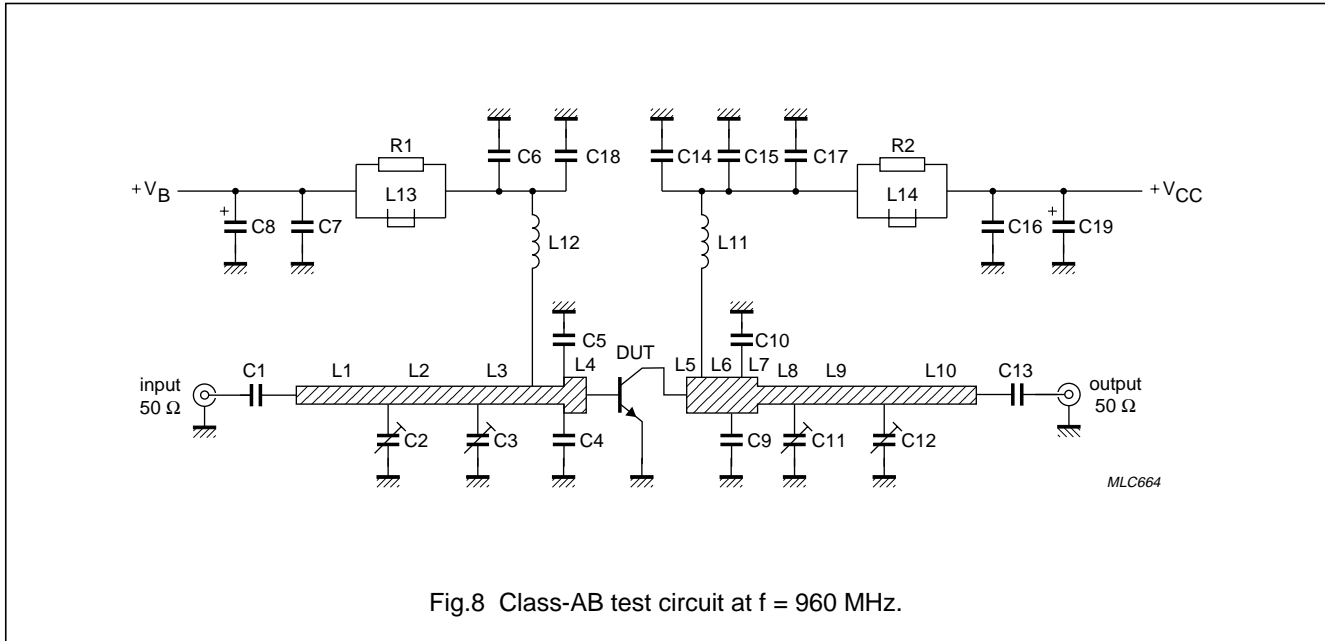 C6 C18 C14 C15 C17
R1 R2
+VB L13 L14 +VCC
C8 C7 L12 L11 C16 C19
+ +
C5 C10
DUT
C1 L1 L2 L3 L4 L5 L6 L7 L8 L9 L10 C13
input
50 Ω
output
50 Ω
C2 C3 C4 C9 C11 C12
MLC664
Fig.8 Class-AB test circuit at f = 960 MHz.